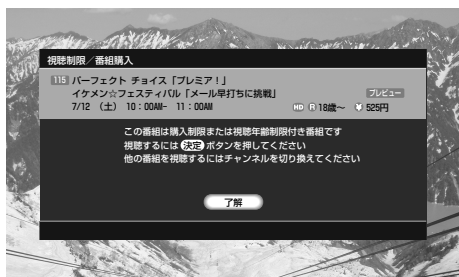 視聴制限／番組購入
115 パーフェクト チョイス「プレミア！」
イケメン☆フェスティバル「メール早打ちに挑戦」 プレビュー
7/12 （土） 10：00AM- 11：00AM HD R 18歳～ ¥ 525円
この番組は購入制限または視聴年齢制限付き番組です
視聴するには 決定 ボタンを押してください
他の番組を視聴するにはチャンネルを切り換えてください
了解